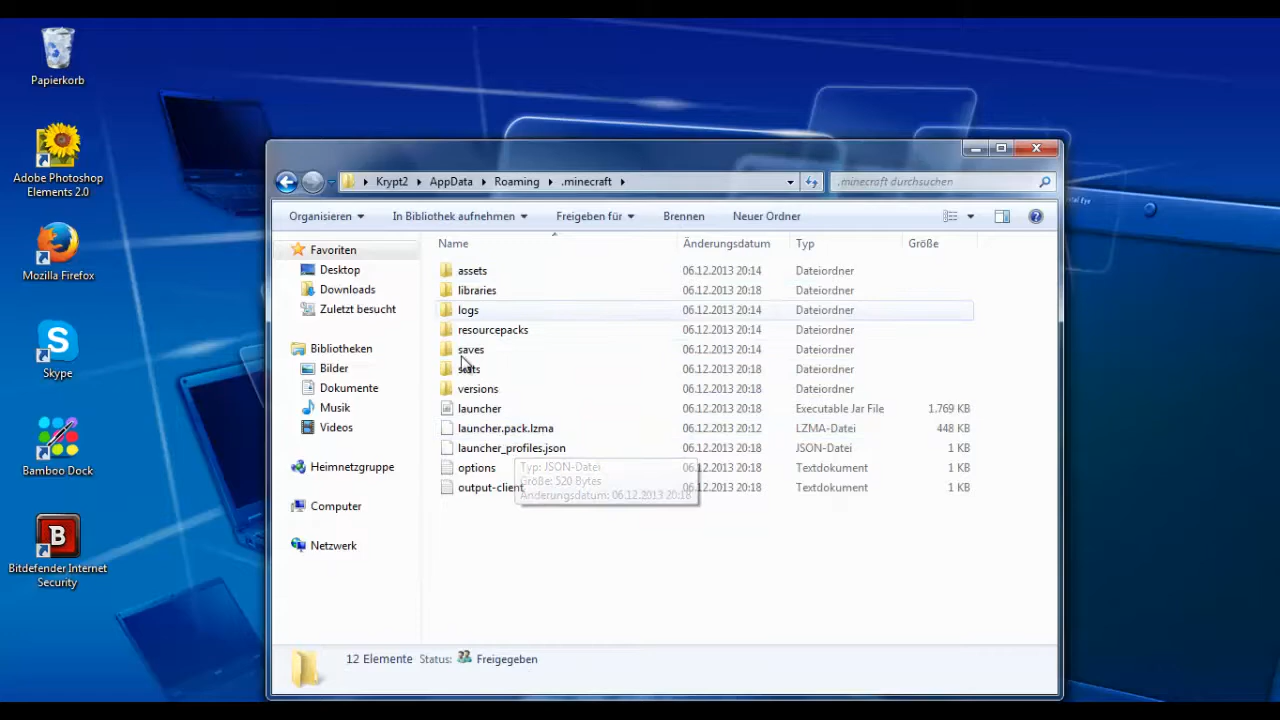 Papierkorb
Adobe Photoshop
Elements 2.0
Mozilla Firefox
Skype
Bamboo Dock
Bitdefender Internet
Security
Krypt2 AppData Roaming .minecraft
.minecraft durchsuchen
Organisieren In Bibliothek aufnehmen Freigeben für Brennen Neuer Ordner
Favoriten
Desktop
Downloads
Zuletzt besucht
Bibliotheken
Bilder
Dokumente
Musik
Videos
Heimnetzgruppe
Computer
Netzwerk
Name Änderungsdatum Typ Größe
assets 06.12.2013 20:14 Dateiordner
libraries 06.12.2013 20:18 Dateiordner
logs 06.12.2013 20:14 Dateiordner
resourcepacks 06.12.2013 20:14 Dateiordner
saves 06.12.2013 20:14 Dateiordner
stats 06.12.2013 20:18 Dateiordner
versions 06.12.2013 20:18 Dateiordner
launcher 06.12.2013 20:18 Executable Jar File 1.769 KB
launcher.pack.lzma 06.12.2013 20:12 LZMA-Datei 448 KB
launcher_profiles.json 06.12.2013 20:18 JSON-Datei 1 KB
options 06.12.2013 20:18 Textdokument 1 KB
output-client 06.12.2013 20:18 Textdokument 1 KB
Typ: JSON-Datei
Größe: 520 Bytes
Änderungsdatum: 06.12.2013 20:18
12 Elemente Status: Freigegeben